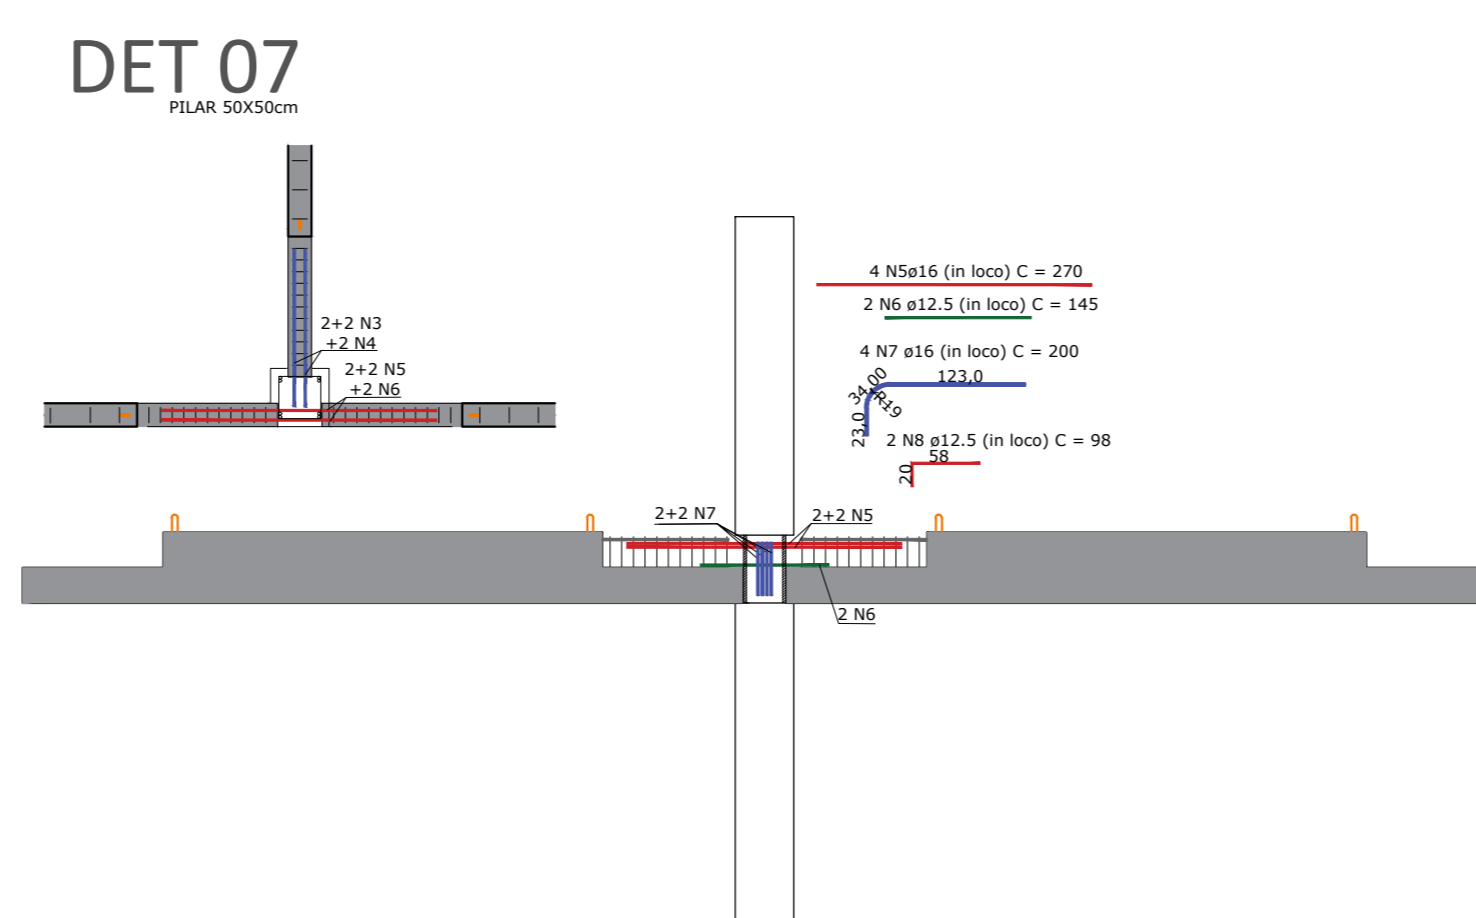 DET 07
PILAR 50X50cm
2+2 N3
+2 N4
2+2 N5
+2 N6
4 N5ø16 (in loco) C = 270
2 N6 ø12.5 (in loco) C = 145
4 N7 ø16 (in loco) C = 200
34,00
123,0
R19
23,0
2 N8 ø12.5 (in loco) C = 98
58
20
2+2 N7
2+2 N5
2 N6